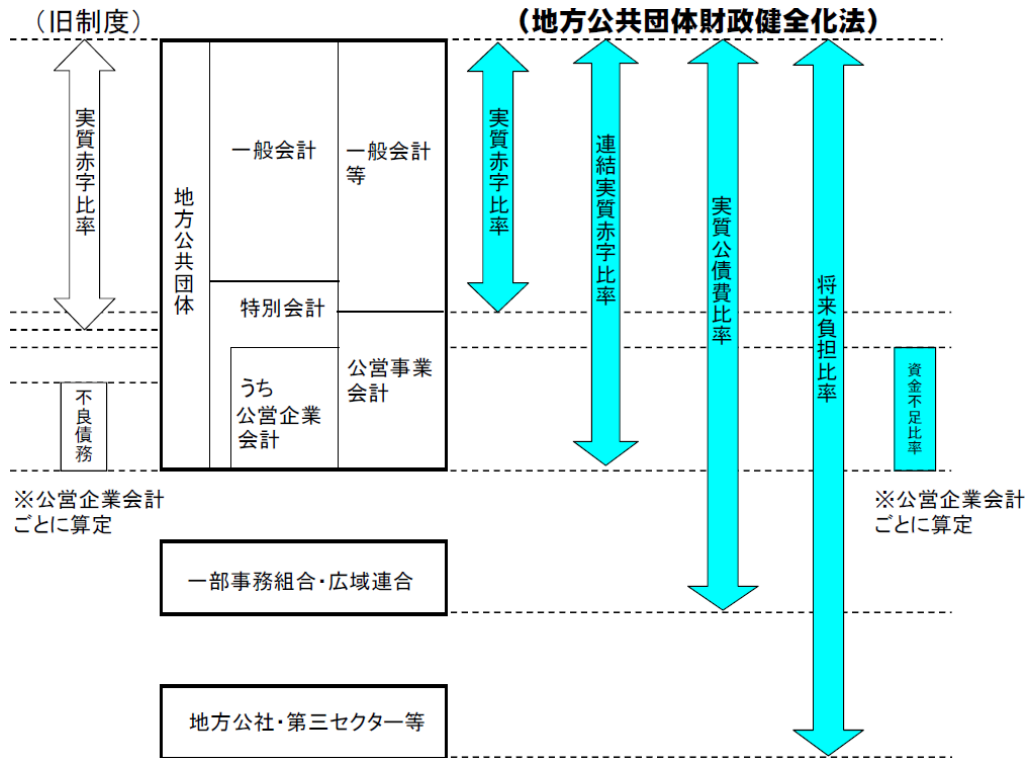 （旧制度）
（地方公共団体財政健全化法）
実質赤字比率
地方公共団体
一般会計
一般会計
等
特別会計
うち
公営企業
会計
公営事業
会計
実質赤字比率
連結実質赤字比率
実質公債費比率
将来負担比率
資金不足比率
不良債務
※公営企業会計
ごとに算定
※公営企業会計
ごとに算定
一部事務組合・広域連合
地方公社・第三セクター等